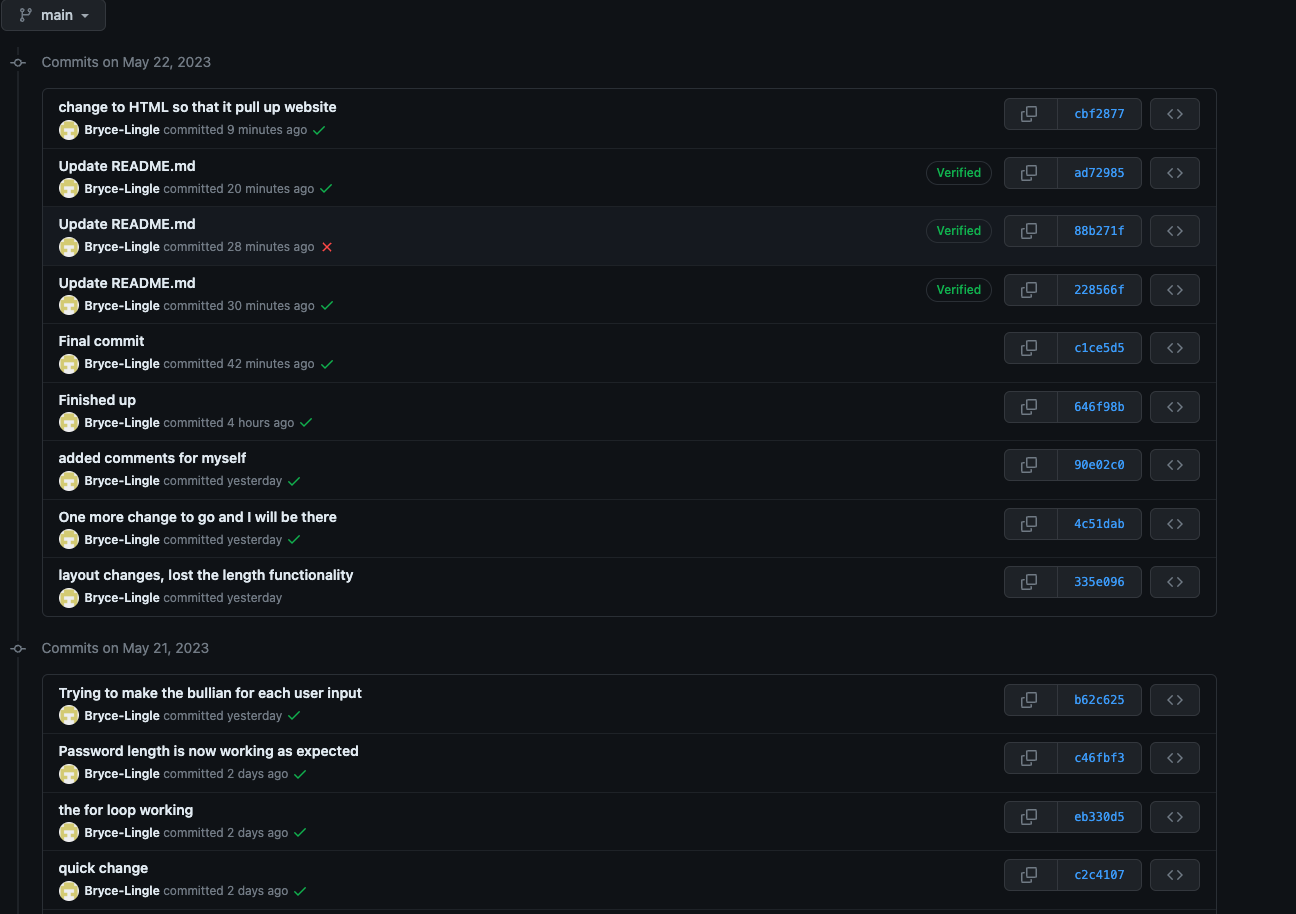 main
Commits on May 22, 2023
change to HTML so that it pull up website
Bryce-Lingle committed 9 minutes ago
cbf2877
Update README.md
Bryce-Lingle committed 20 minutes ago
Verified
ad72985
Update README.md
Bryce-Lingle committed 28 minutes ago
Verified
88b271f
Update README.md
Bryce-Lingle committed 30 minutes ago
Verified
228566f
Final commit
Bryce-Lingle committed 42 minutes ago
c1ce5d5
Finished up
Bryce-Lingle committed 4 hours ago
646f98b
added comments for myself
Bryce-Lingle committed yesterday
90e02c0
One more change to go and I will be there
Bryce-Lingle committed yesterday
4c51dab
layout changes, lost the length functionality
Bryce-Lingle committed yesterday
335e096
Commits on May 21, 2023
Trying to make the bullian for each user input
Bryce-Lingle committed yesterday
b62c625
Password length is now working as expected
Bryce-Lingle committed 2 days ago
c46fbf3
the for loop working
Bryce-Lingle committed 2 days ago
eb330d5
quick change
Bryce-Lingle committed 2 days ago
c2c4107